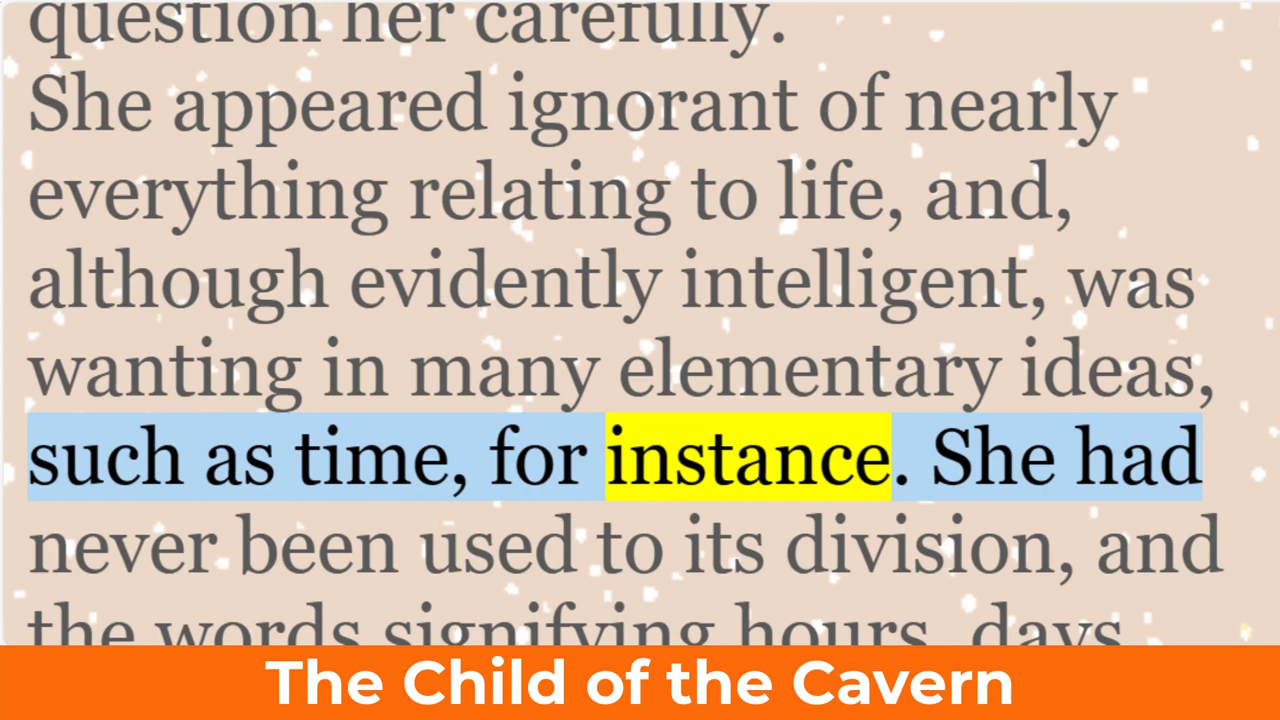 question her carefully.
She appeared ignorant of nearly
everything relating to life, and,
although evidently intelligent, was
wanting in many elementary ideas,
such as time, for instance. She had
never been used to its division, and
the words signifying hours, days
The Child of the Cavern